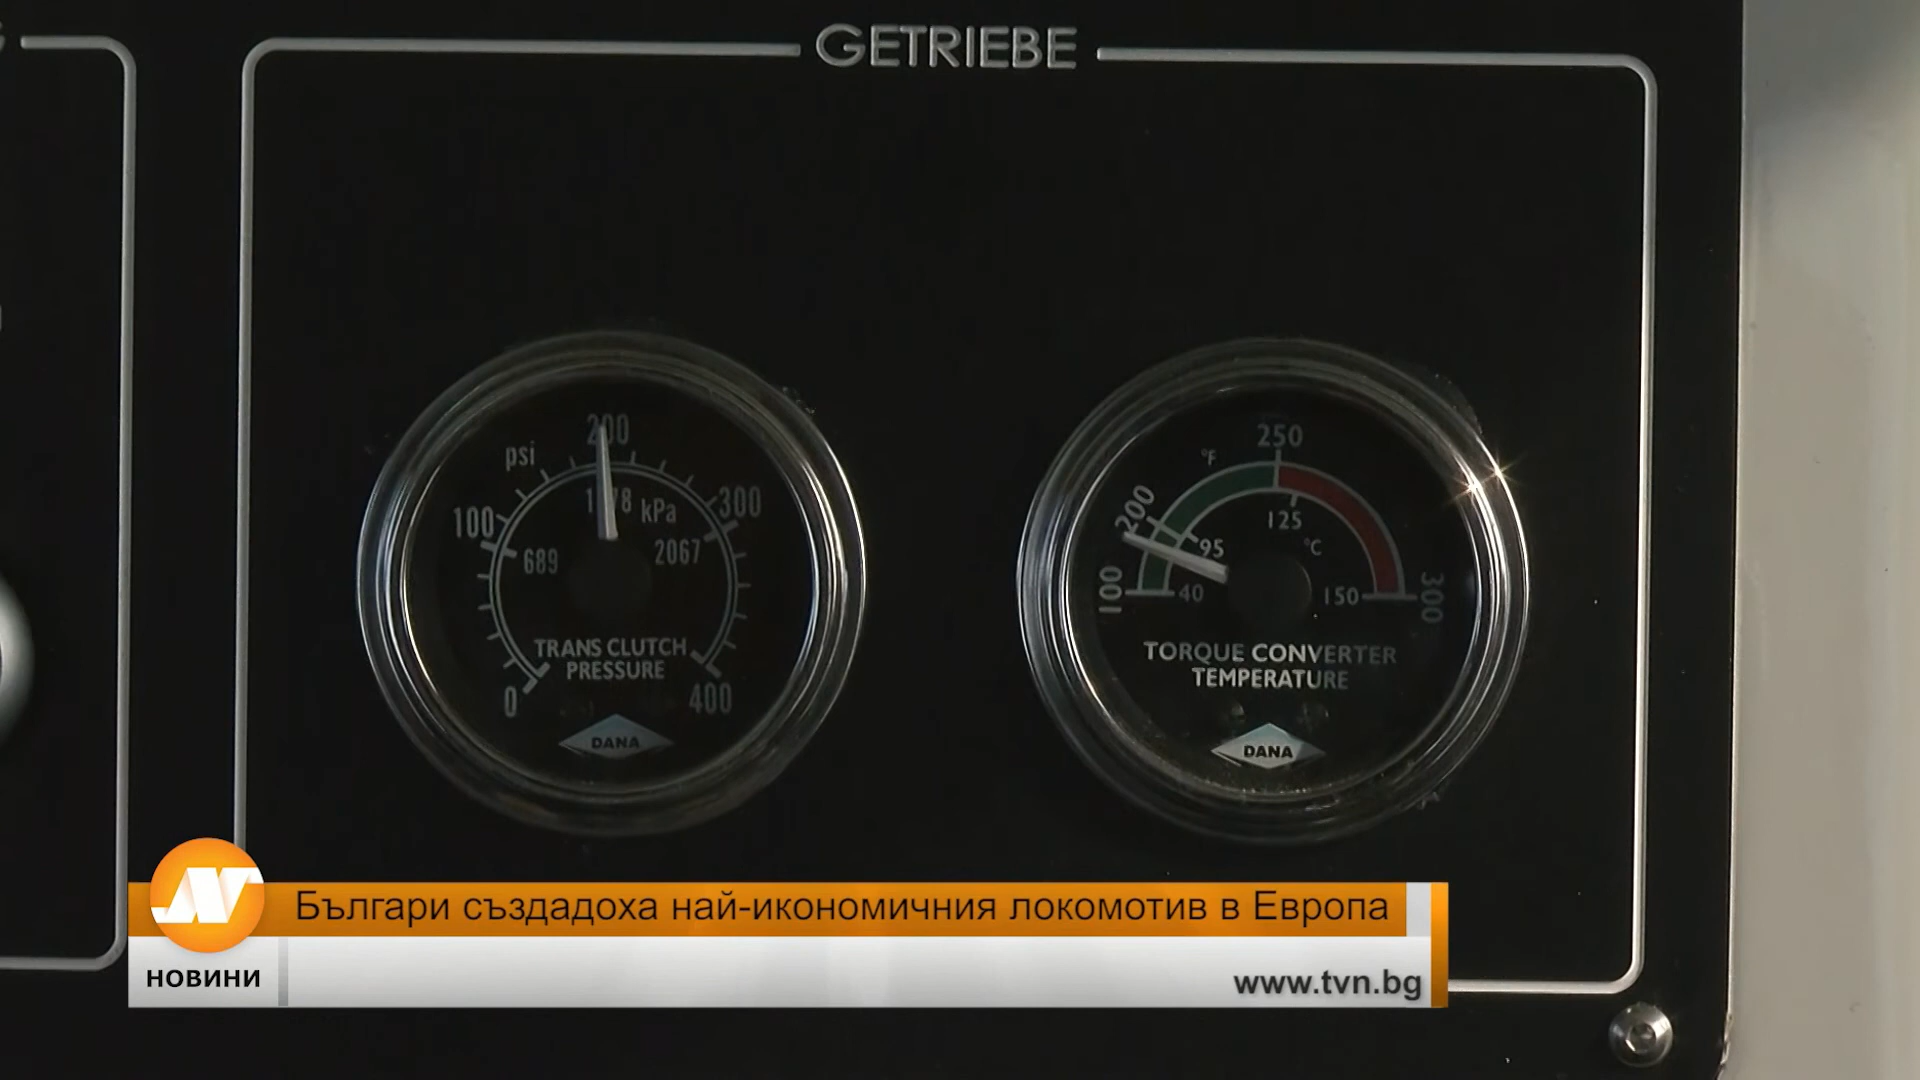 GETRIEBE
200
psi
100
300
kPa
689
2067
TRANS CLUTCH
PRESSURE
0
400
DANA
250
°F
200
125
95
°C
100
40
150
300
TORQUE CONVERTER
TEMPERATURE
DANA
Българи създадоха най-икономичния локомотив в Европа
НОВИНИ
www.tvn.bg